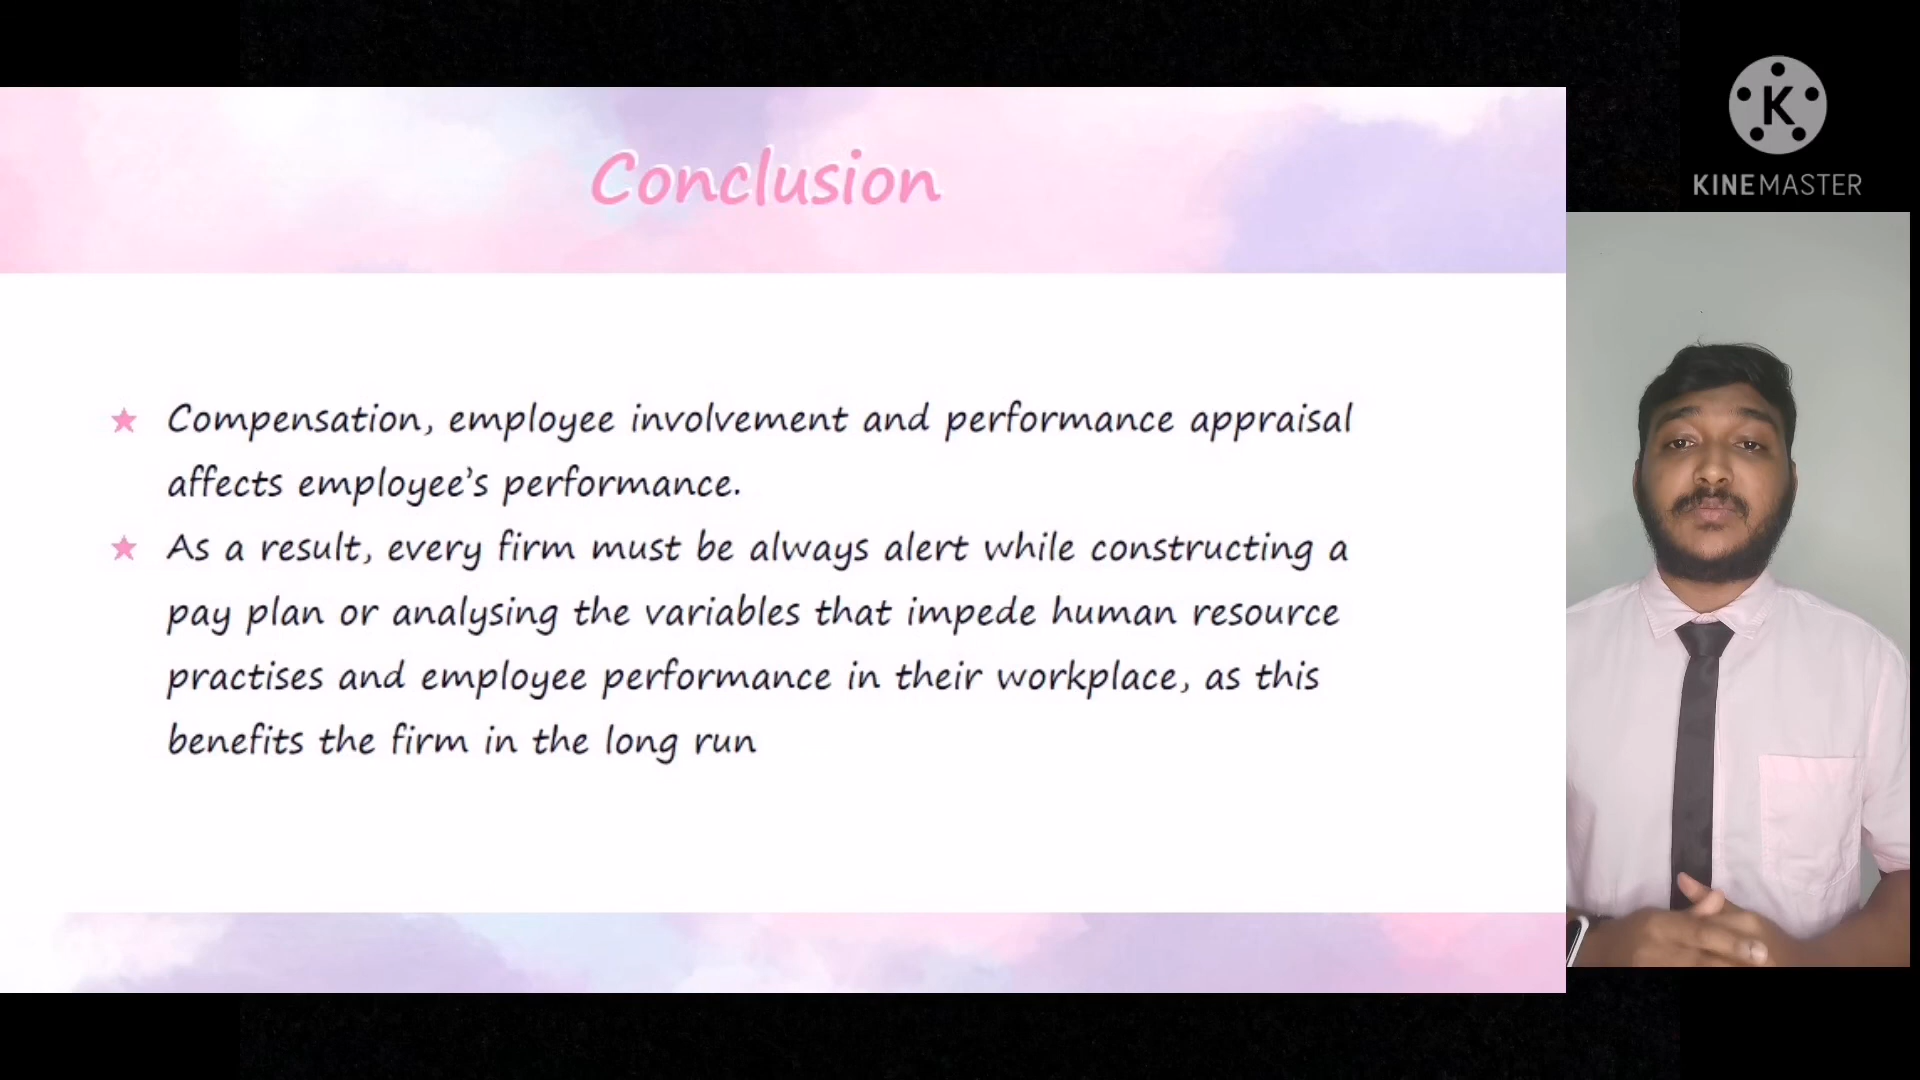 Conclusion
Compensation, employee involvement and performance appraisal
affects employee's performance.
As a result, every firm must be always alert while constructing a
pay plan or analysing the variables that impede human resource
practises and employee performance in their workplace, as this
benefits the firm in the long run
K
KINEMASTER